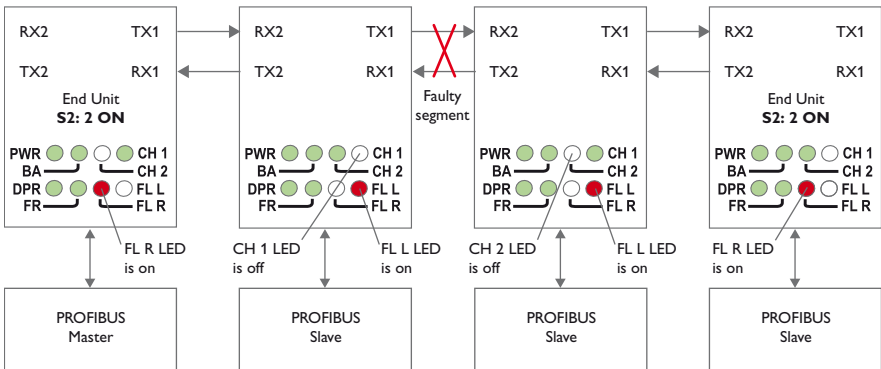 RX2 TX1
TX2 RX1
End Unit
S2: 2 ON
PWR CH 1
BA CH 2
DPR FL L
FR FL R
FL R LED
is on
PROFIBUS
Master
RX2 TX1
TX2 RX1
PWR CH 1
BA CH 2
DPR FL L
FR FL R
CH 1 LED
is off
FL L LED
is on
PROFIBUS
Slave
Faulty
segment
RX2 TX1
TX2 RX1
PWR CH 1
BA CH 2
DPR FL L
FR FL R
CH 2 LED
is off
FL L LED
is on
PROFIBUS
Slave
RX2 TX1
TX2 RX1
End Unit
S2: 2 ON
PWR CH 1
BA CH 2
DPR FL L
FR FL R
FL R LED
is on
PROFIBUS
Slave